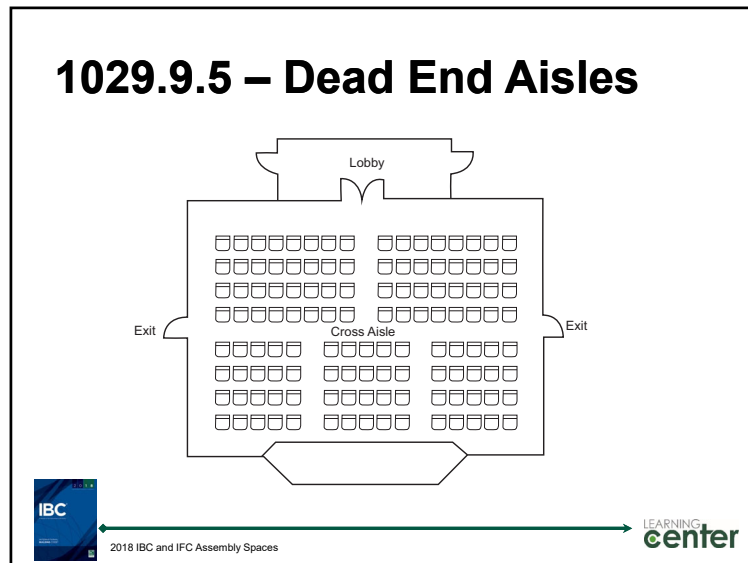 1029.9.5 – Dead End Aisles
Lobby
Exit
Cross Aisle
Exit
IBC
2018 IBC and IFC Assembly Spaces
LEARNING
center